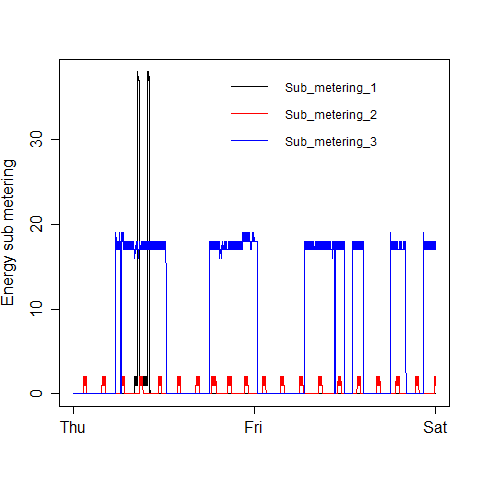 Sub_metering_1
Sub_metering_2
Sub_metering_3
Energy sub metering
30
20
10
0
Thu Fri Sat